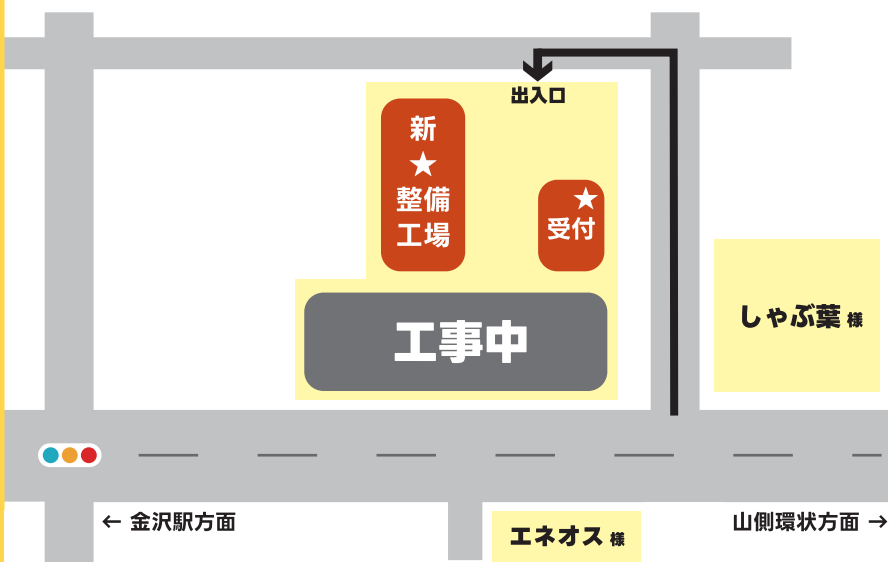 出入口
新
★
整備
工場
★
受付
工事中
しゃぶ葉 様
← 金沢駅方面
エネオス 様
山側環状方面 →